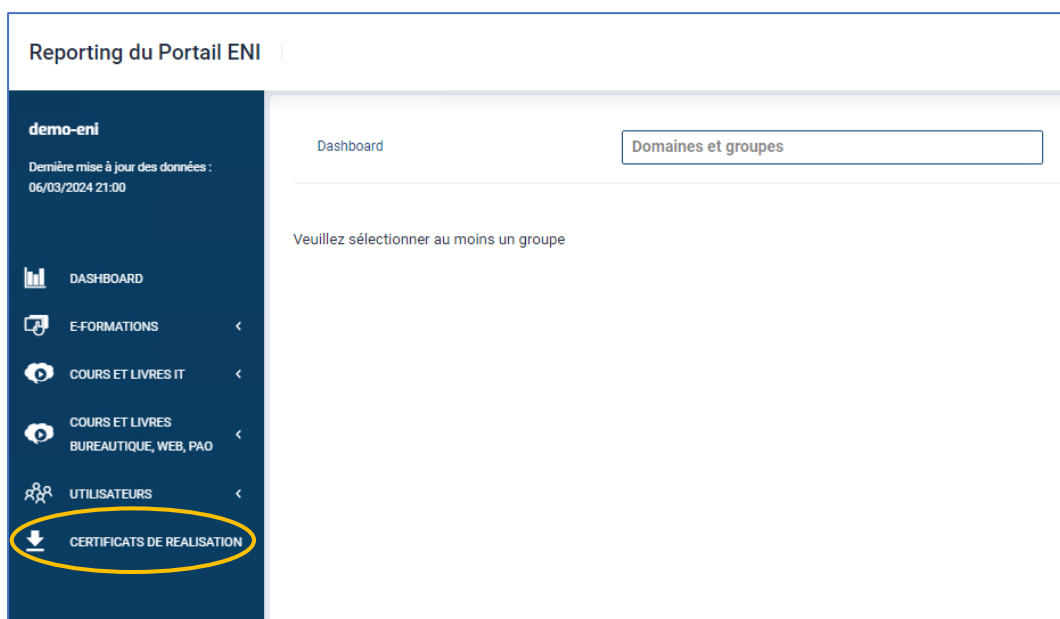 Reporting du Portail ENI
demo-eni
Dernière mise à jour des données :
06/03/2024 21:00
Dashboard
Domaines et groupes
Veuillez sélectionner au moins un groupe
DASHBOARD
E-FORMATIONS
COURS ET LIVRES IT
COURS ET LIVRES
BUREAUTIQUE, WEB, PAO
UTILISATEURS
CERTIFICATS DE REALISATION